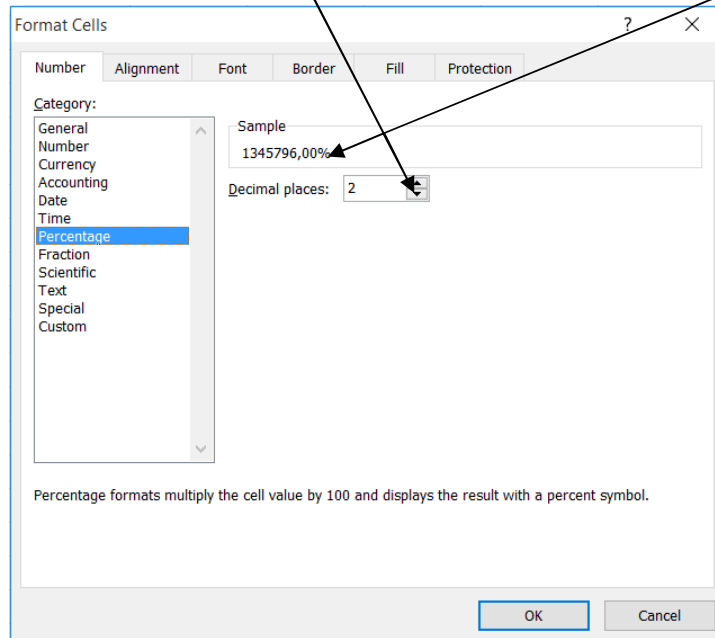 Format Cells ?
Number Alignment Font Border Fill Protection
Category:
General
Number
Currency
Accounting
Date
Time
Percentage
Fraction
Scientific
Text
Special
Custom
Sample
1345796,00%
Decimal places: 2
Percentage formats multiply the cell value by 100 and displays the result with a percent symbol.
OK Cancel